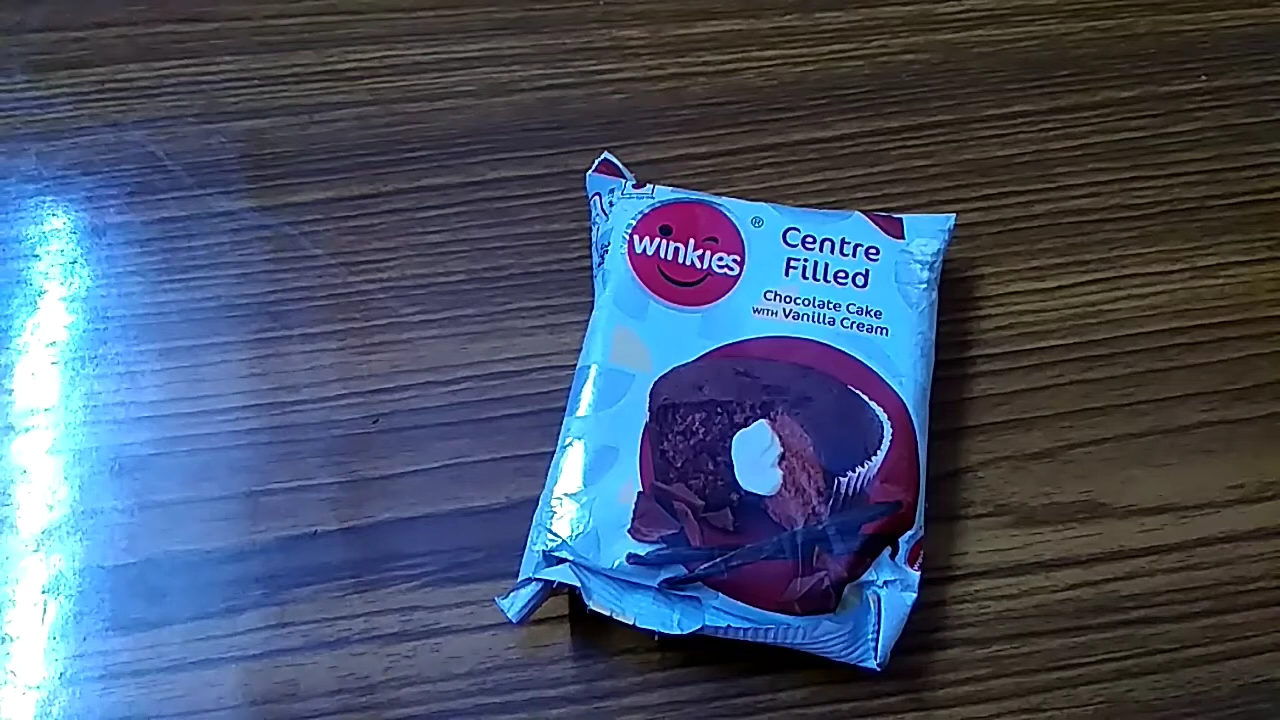 winkies
®
Centre
Filled
Chocolate Cake
WITH Vanilla Cream